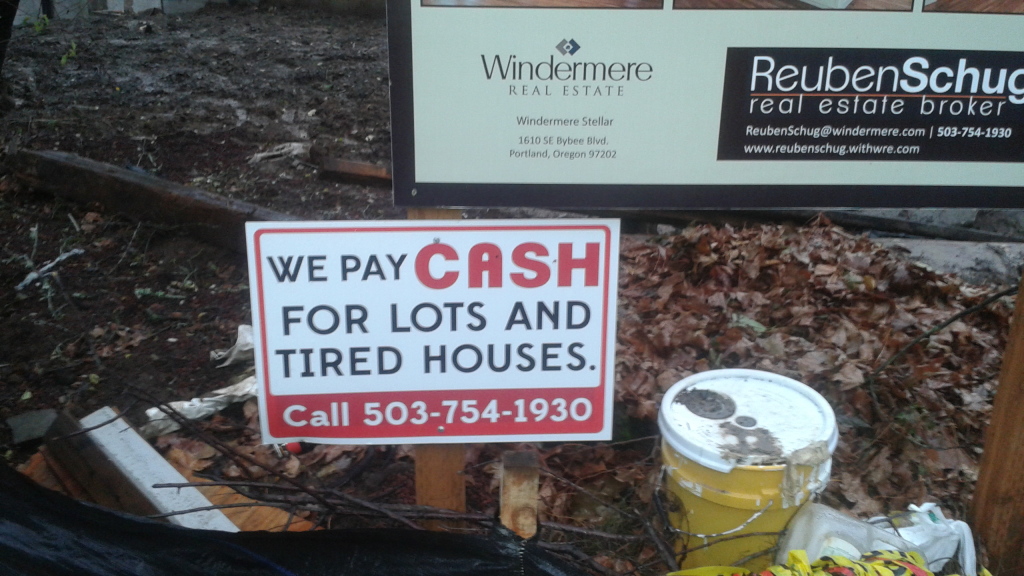 Windermere
REAL ESTATE
Windermere Stellar
1610 SE Bybee Blvd.
Portland, Oregon 97202
ReubenSchug
real estate broker
ReubenSchug@windermere.com | 503-754-1930
www.reubenschug.withwre.com
WE PAY CASH
FOR LOTS AND
TIRED HOUSES.
Call 503-754-1930